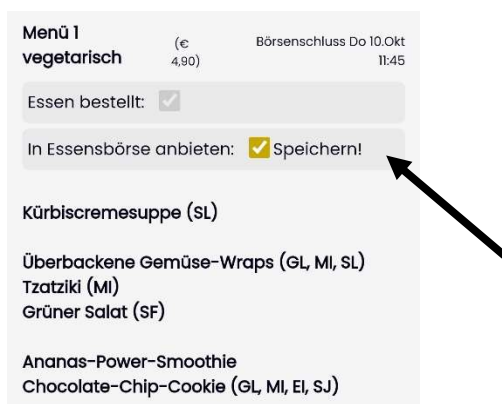 Menü 1 (€ Börsenschluss Do 10.Okt
vegetarisch 4,90) 11:45
Essen bestellt:
In Essensbörse anbieten: Speichern!
Kürbiscremesuppe (SL)
Überbackene Gemüse-Wraps (GL, MI, SL)
Tzatziki (MI)
Grüner Salat (SF)
Ananas-Power-Smoothie
Chocolate-Chip-Cookie (GL, MI, EI, SJ)